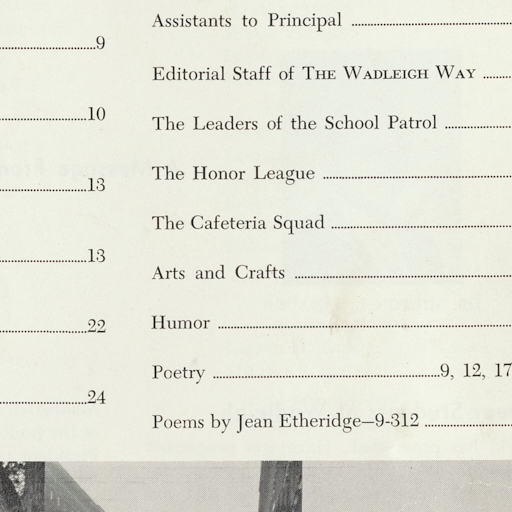 9
10
13
13
22
24
Assistants to Principal
Editorial Staff of THE WADLEIGH WAY
The Leaders of the School Patrol
The Honor League
The Cafeteria Squad
Arts and Crafts
Humor
Poetry 9, 12, 17
Poems by Jean Etheridge—9-312